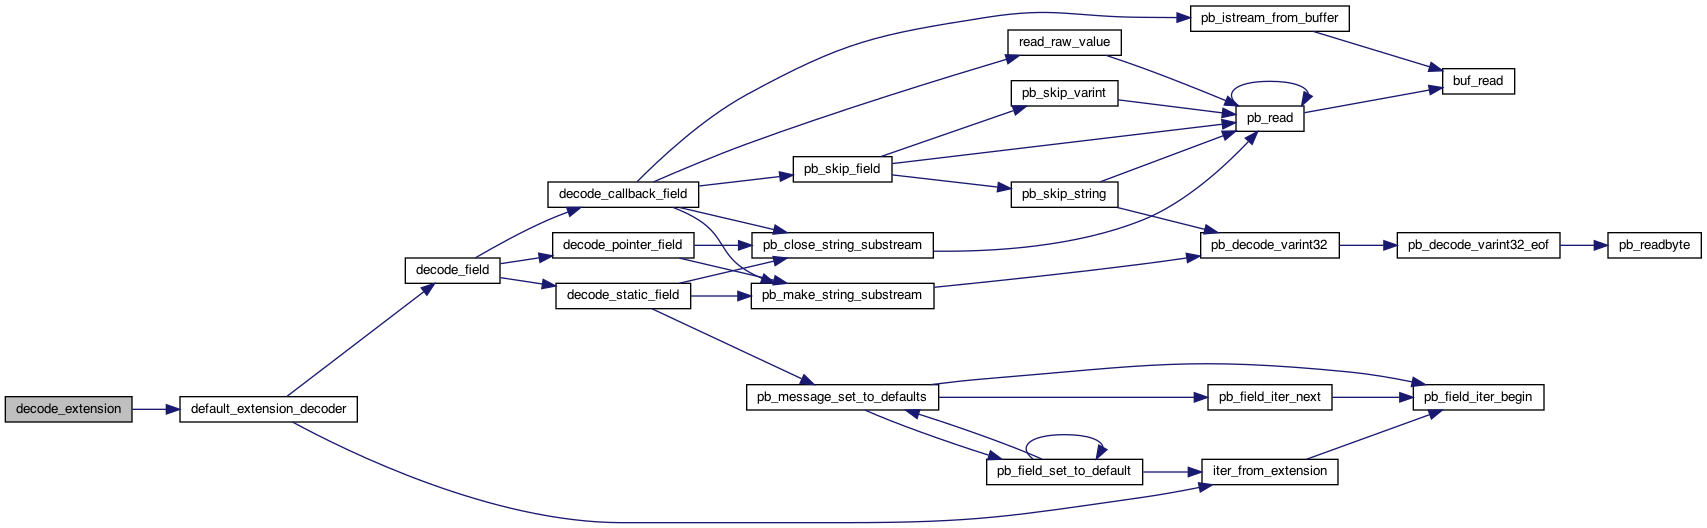 pb_istream_from_buffer
read_raw_value
buf_read
pb_skip_varint
pb_read
pb_skip_field
decode_callback_field
pb_skip_string
decode_pointer_field
pb_close_string_substream
pb_decode_varint32
pb_decode_varint32_eof
pb_readbyte
decode_field
decode_static_field
pb_make_string_substream
pb_message_set_to_defaults
pb_field_iter_next
pb_field_iter_begin
decode_extension
default_extension_decoder
pb_field_set_to_default
iter_from_extension